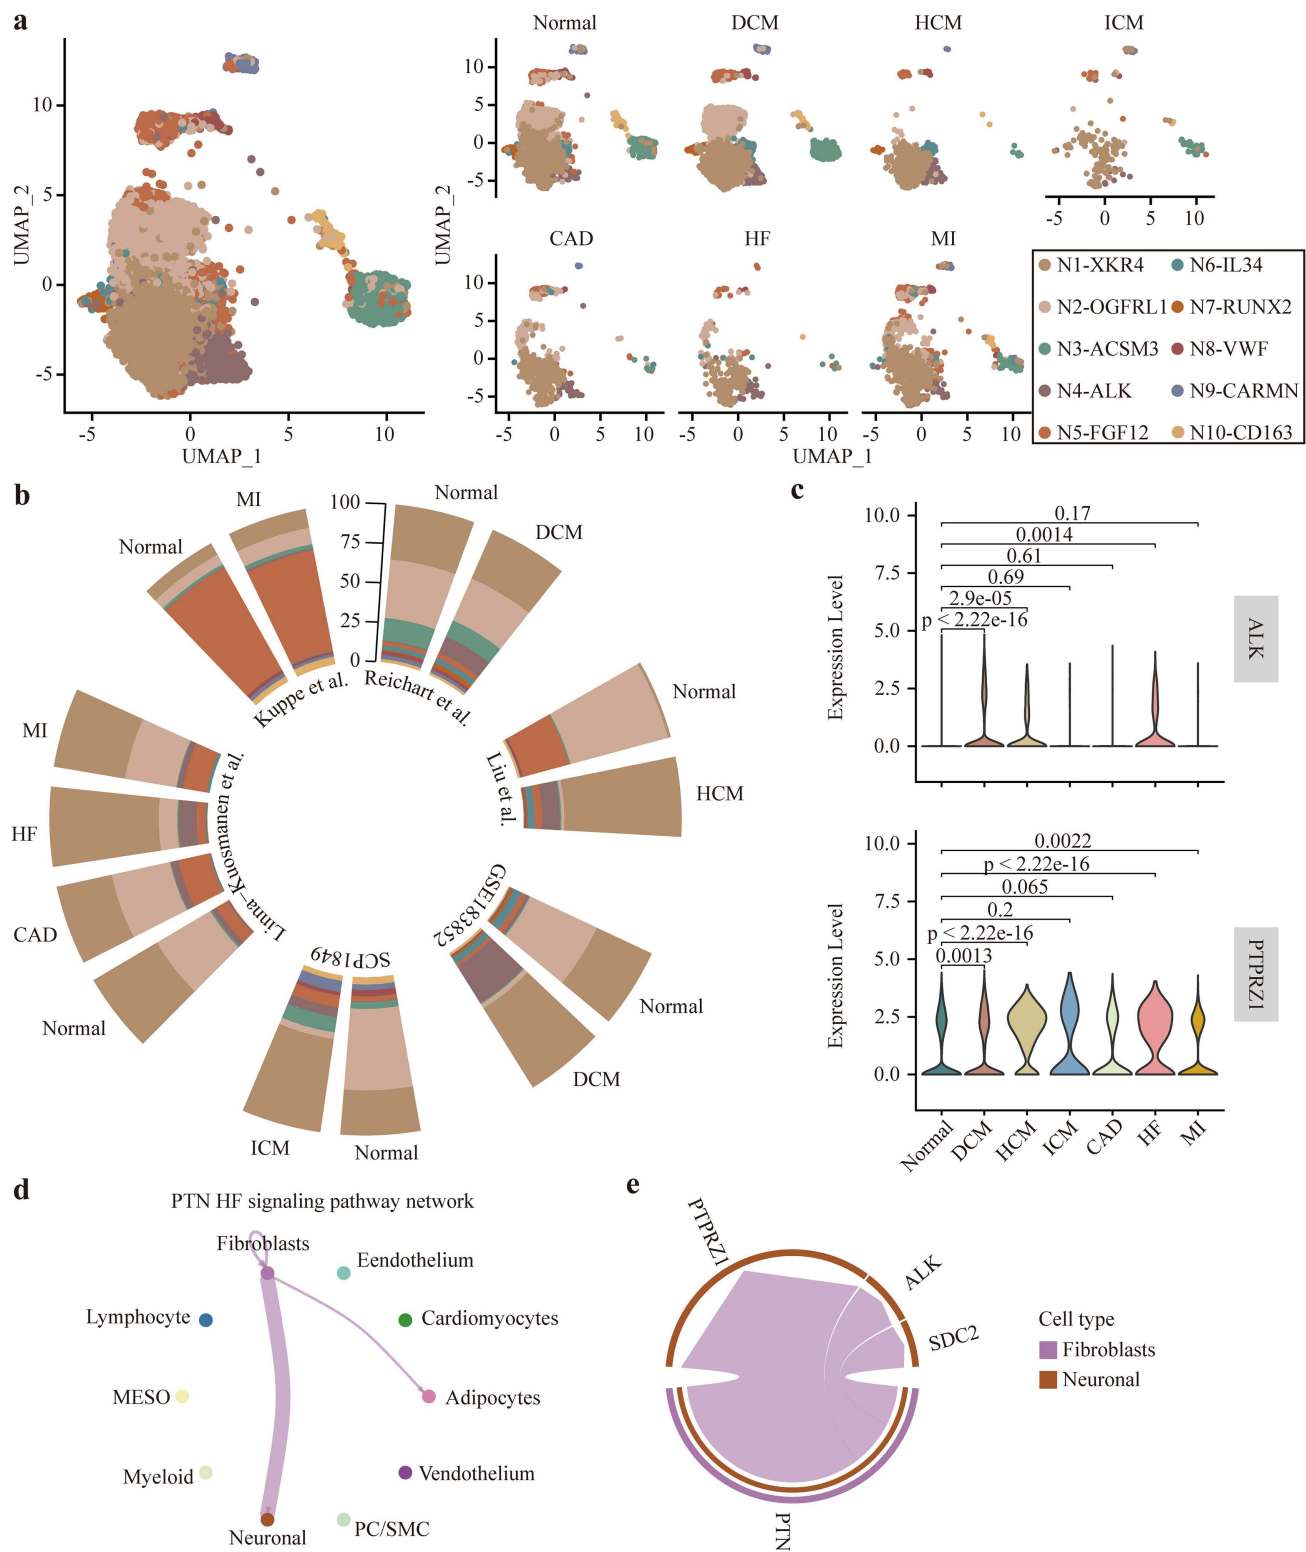 a
Normal
DCM
HCM
ICM
UMAP_2
10
5
0
-5
-5
0
5
10
UMAP_1
UMAP_2
10
5
0
-5
-5
0
5
10
CAD
HF
MI
10
5
0
-5
-5
0
5
10
-5
0
5
10
-5
0
5
10
UMAP_1
N1-XKR4
N6-IL34
N2-OGFRL1
N7-RUNX2
N3-ACSM3
N8-VWF
N4-ALK
N9-CARMN
N5-FGF12
N10-CD163
b
Normal
MI
100
75
50
25
0
Normal
DCM
Kuppe et al.
Reichart et al.
Normal
HCM
Liu et al.
Normal
DCM
GSE183852
Normal
ICM
SCP1849
MI
HF
CAD
Normal
Linna-Kuosmanen et al.
c
Expression Level
10.0
7.5
5.0
2.5
0.0
0.17
0.0014
0.61
0.69
2.9e-05
p < 2.22e-16
ALK
Expression Level
10.0
7.5
5.0
2.5
0.0
0.0022
p < 2.22e-16
0.065
0.2
p < 2.22e-16
0.0013
PTPRZ1
Normal
DCM
HCM
ICM
CAD
HF
MI
d
PTN HF signaling pathway network
Fibroblasts
Eendothelium
Lymphocyte
Cardiomyocytes
MESO
Adipocytes
Myeloid
Vendothelium
Neuronal
PC/SMC
e
PTPRZ1
ALK
SDC2
PTN
Cell type
Fibroblasts
Neuronal